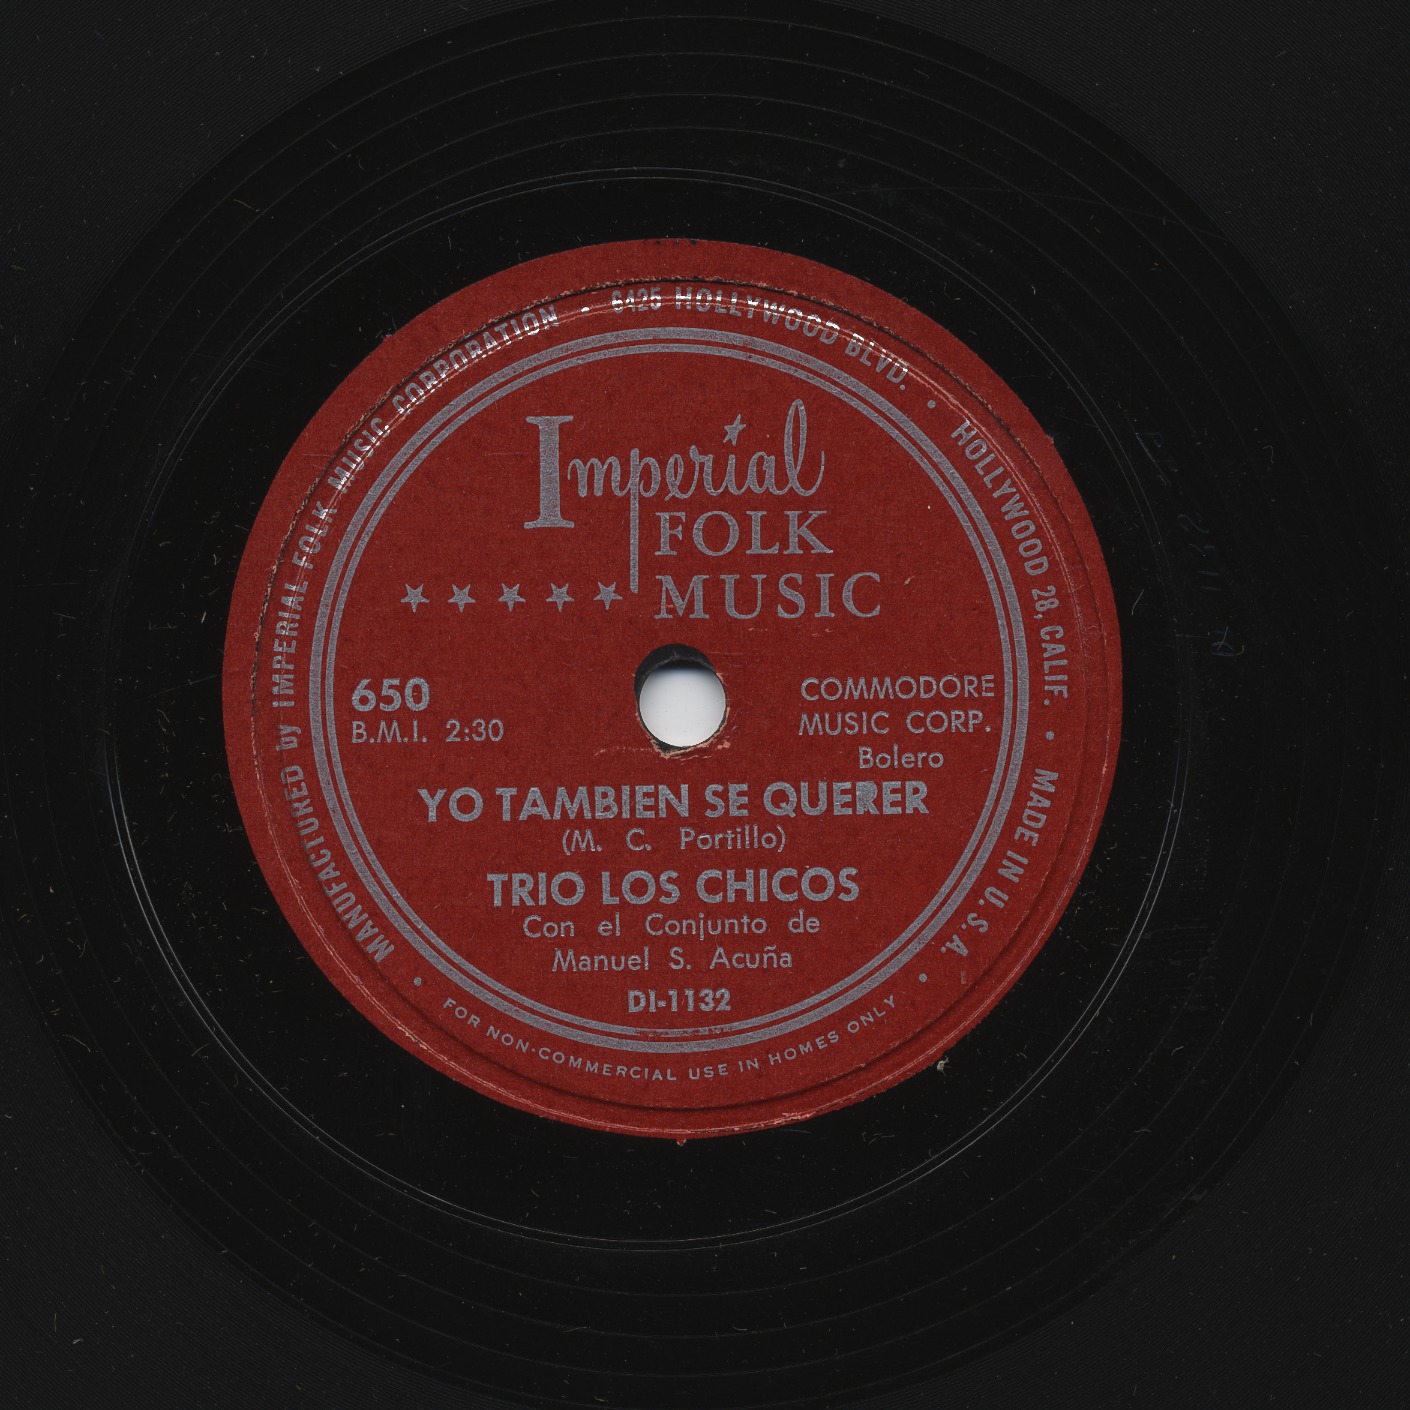 MANUFACTURED by IMPERIAL FOLK MUSIC CORPORATION • 6425 HOLLYWOOD BLVD. • HOLLYWOOD 28, CALIF. • MADE IN U. S. A. •
Imperial
FOLK
MUSIC
650
B.M.I. 2:30
COMMODORE
MUSIC CORP.
Bolero
YO TAMBIEN SE QUERER
(M. C. Portillo)
TRIO LOS CHICOS
Con el Conjunto de
Manuel S. Acuña
DI-1132
FOR NON-COMMERCIAL USE IN HOMES ONLY